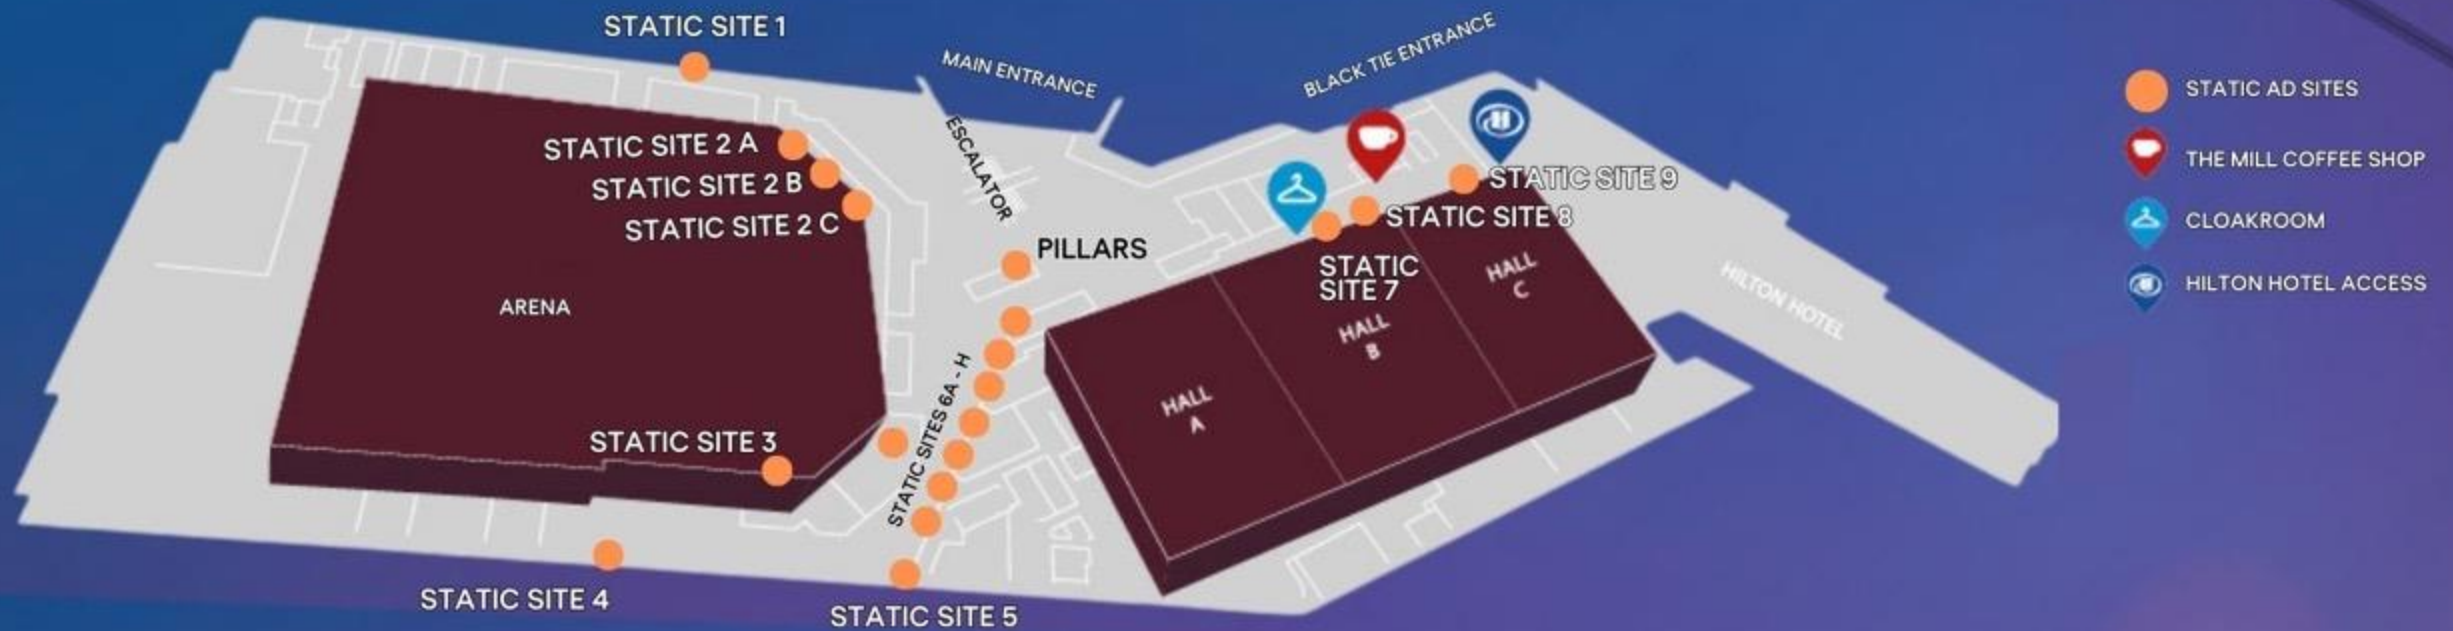 STATIC SITE 1
MAIN ENTRANCE
BLACK TIE ENTRANCE
ESCALATOR
STATIC SITE 2 A
STATIC SITE 2 B
STATIC SITE 2 C
PILLARS
STATIC SITE 9
STATIC SITE 8
STATIC
SITE 7
HALL
C
HALL
B
HALL
A
HILTON HOTEL
ARENA
STATIC SITES 6A - H
STATIC SITE 3
STATIC SITE 4
STATIC SITE 5
STATIC AD SITES
THE MILL COFFEE SHOP
CLOAKROOM
HILTON HOTEL ACCESS